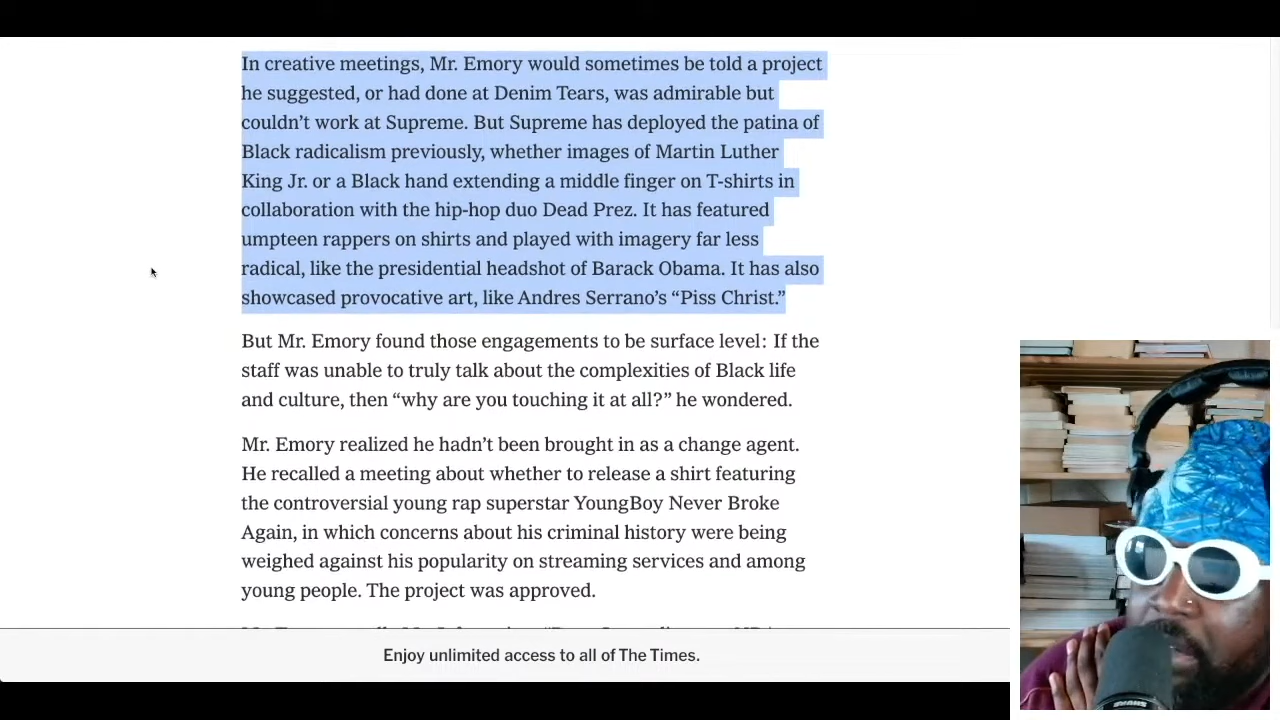 In creative meetings, Mr. Emory would sometimes be told a project
he suggested, or had done at Denim Tears, was admirable but
couldn’t work at Supreme. But Supreme has deployed the patina of
Black radicalism previously, whether images of Martin Luther
King Jr. or a Black hand extending a middle finger on T-shirts in
collaboration with the hip-hop duo Dead Prez. It has featured
umpteen rappers on shirts and played with imagery far less
radical, like the presidential headshot of Barack Obama. It has also
showcased provocative art, like Andres Serrano’s “Piss Christ.”
But Mr. Emory found those engagements to be surface level: If the
staff was unable to truly talk about the complexities of Black life
and culture, then “why are you touching it at all?” he wondered.
Mr. Emory realized he hadn’t been brought in as a change agent.
He recalled a meeting about whether to release a shirt featuring
the controversial young rap superstar YoungBoy Never Broke
Again, in which concerns about his criminal history were being
weighed against his popularity on streaming services and among
young people. The project was approved.
Enjoy unlimited access to all of The Times.
SHURE